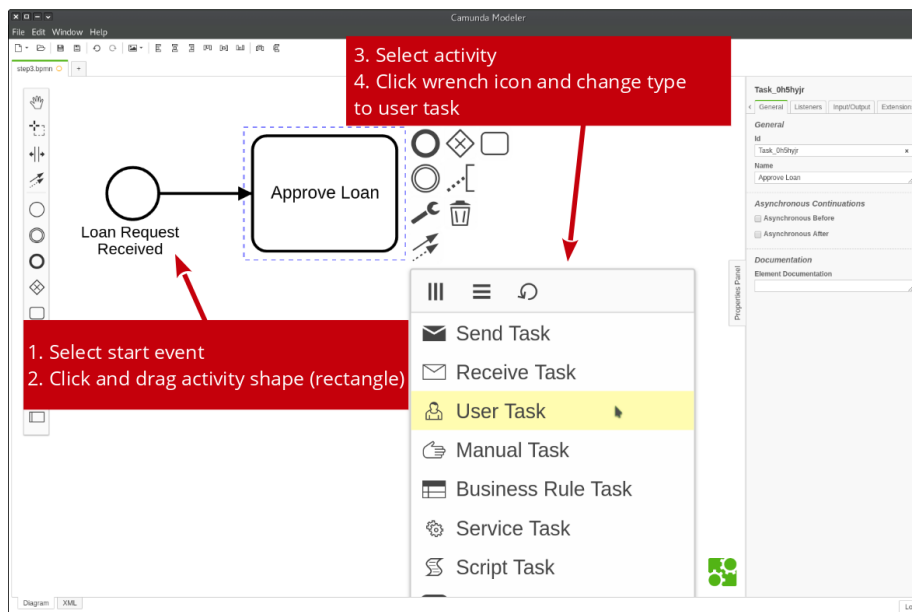 Camunda Modeler
File Edit Window Help
step3.bpmn
+
3. Select activity
4. Click wrench icon and change type
to user task
Approve Loan
Loan Request
Received
1. Select start event
2. Click and drag activity shape (rectangle)
Send Task
Receive Task
User Task
Manual Task
Business Rule Task
Service Task
Script Task
Properties Panel
Task_0h5hyjr
General Listeners Input/Output Extension
General
Id
Task_0h5hyjr
Name
Approve Loan
Asynchronous Continuations
Asynchronous Before
Asynchronous After
Documentation
Element Documentation
Diagram XML